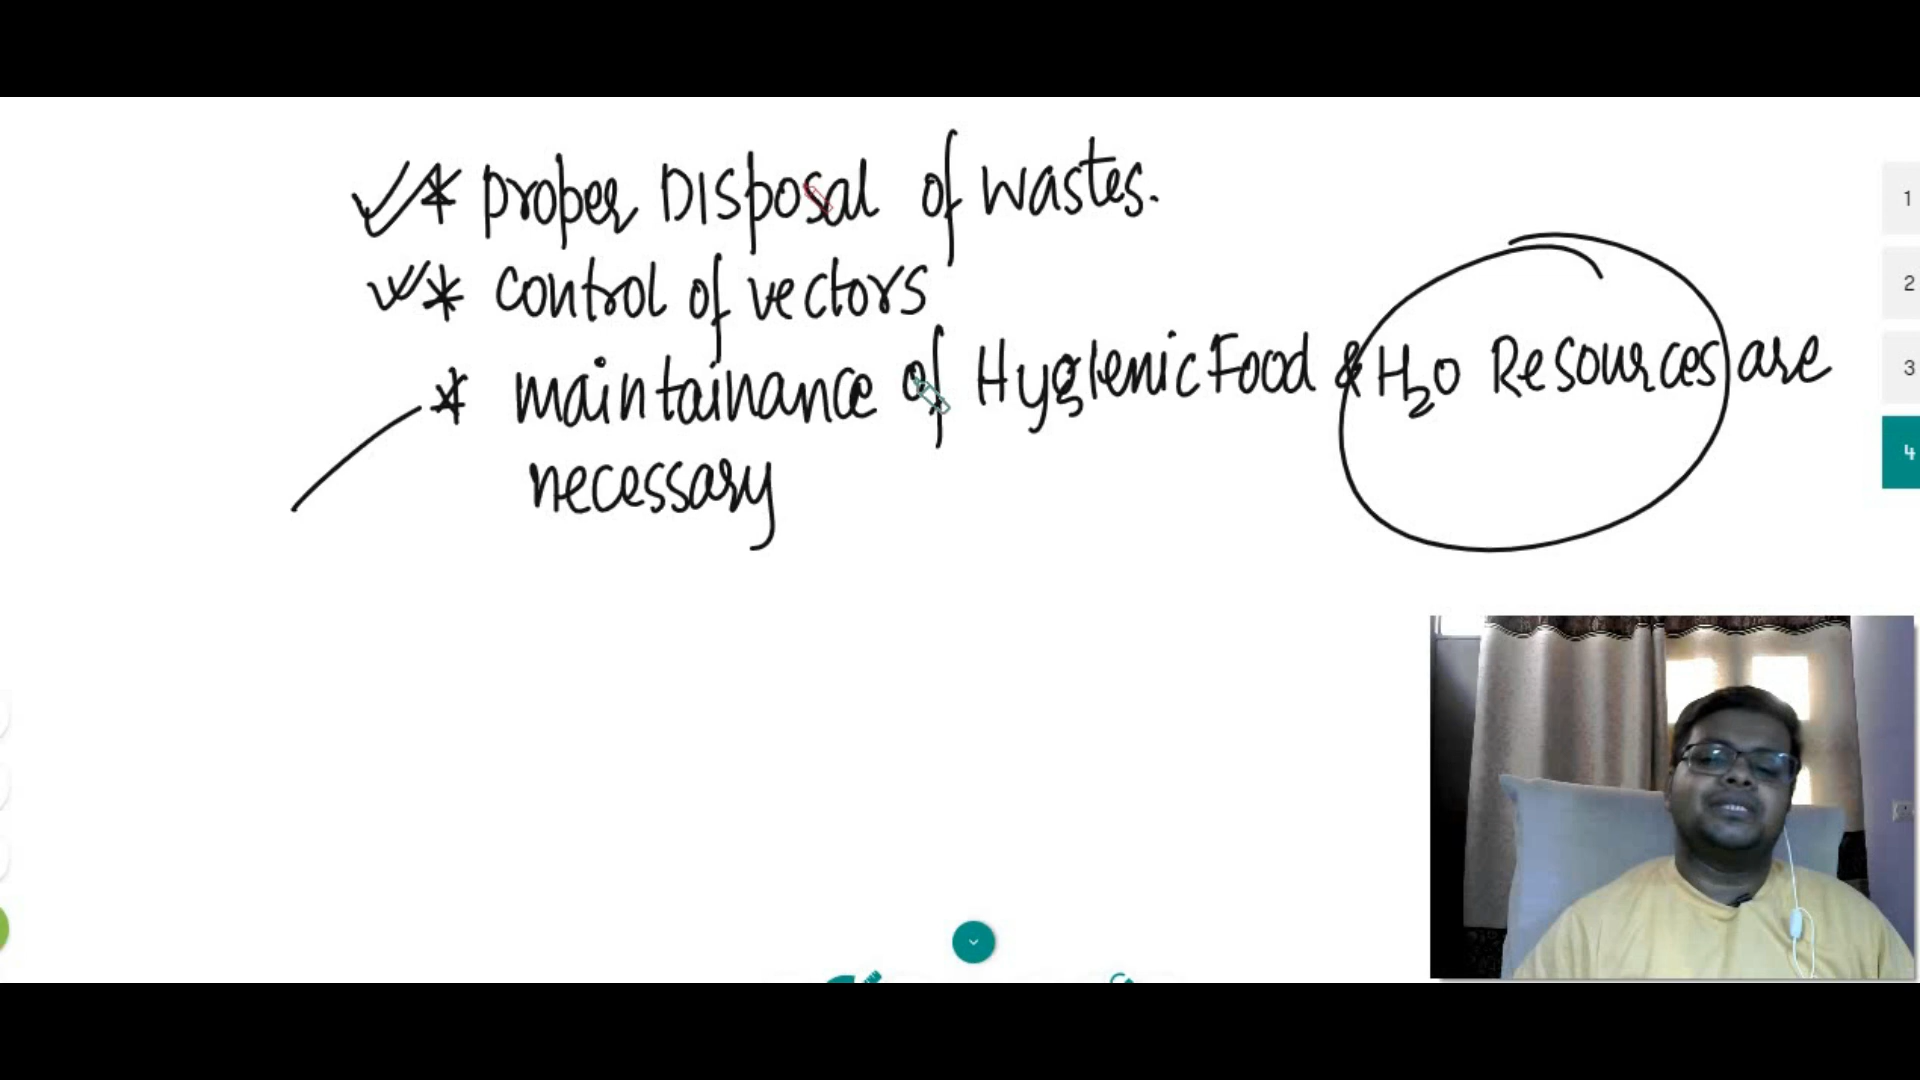 * Proper Disposal of wastes.
* control of vectors
* maintainance of Hygienic Food & H₂O Resources are
necessary
1
2
3
4